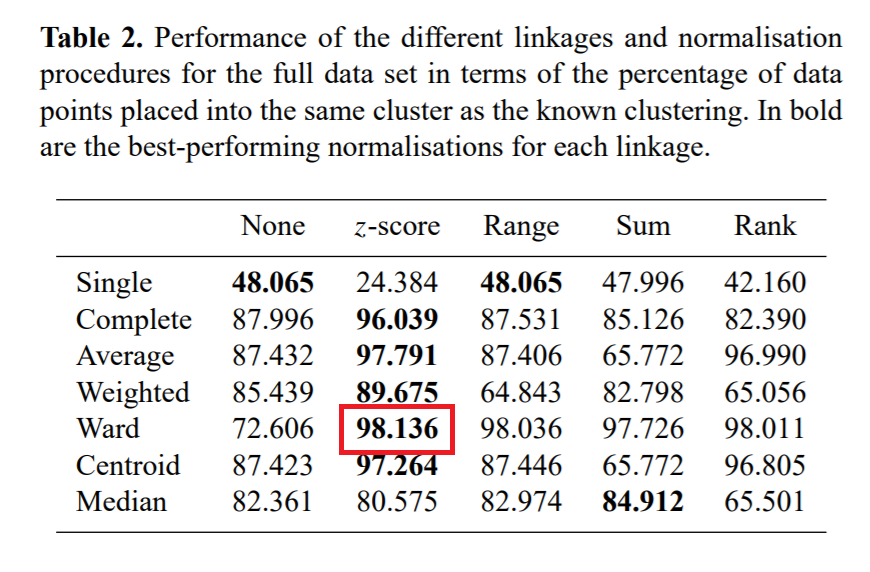 Table 2. Performance of the different linkages and normalisation
procedures for the full data set in terms of the percentage of data
points placed into the same cluster as the known clustering. In bold
are the best-performing normalisations for each linkage.
None z-score Range Sum Rank
Single 48.065 24.384 48.065 47.996 42.160
Complete 87.996 96.039 87.531 85.126 82.390
Average 87.432 97.791 87.406 65.772 96.990
Weighted 85.439 89.675 64.843 82.798 65.056
Ward 72.606 98.136 98.036 97.726 98.011
Centroid 87.423 97.264 87.446 65.772 96.805
Median 82.361 80.575 82.974 84.912 65.501